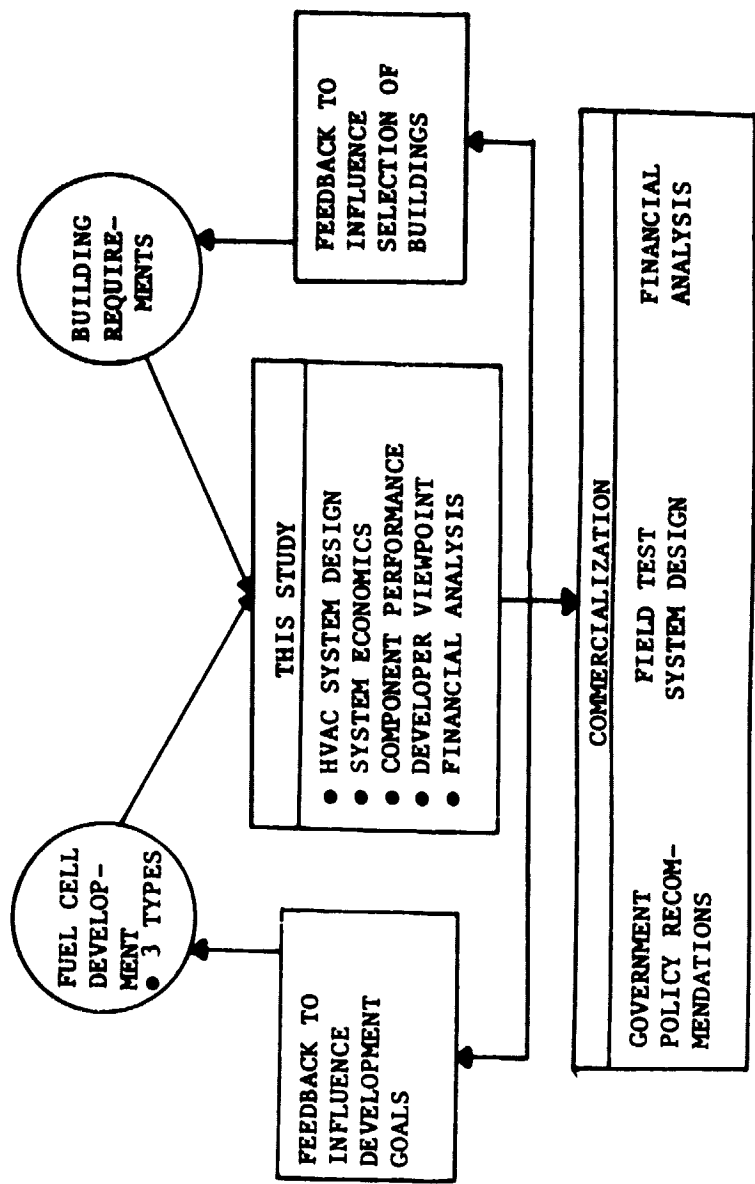 FUEL CELL
DEVELOP-
MENT
● 3 TYPES
BUILDING
REQUIRE-
MENTS
FEEDBACK TO
INFLUENCE
DEVELOPMENT
GOALS
THIS STUDY
● HVAC SYSTEM DESIGN
● SYSTEM ECONOMICS
● COMPONENT PERFORMANCE
● DEVELOPER VIEWPOINT
● FINANCIAL ANALYSIS
FEEDBACK TO
INFLUENCE
SELECTION OF
BUILDINGS
COMMERCIALIZATION
GOVERNMENT
POLICY RECOM-
MENDATIONS
FIELD TEST
SYSTEM DESIGN
FINANCIAL
ANALYSIS